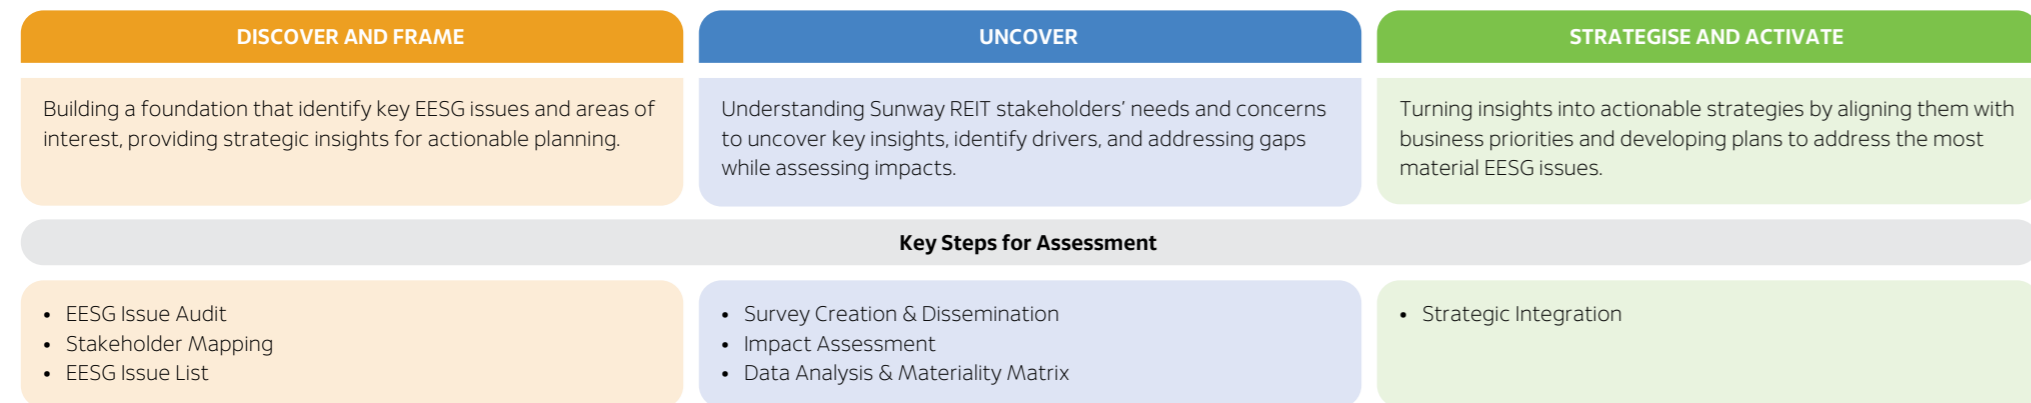 DISCOVER AND FRAME
Building a foundation that identify key EESG issues and areas of
interest, providing strategic insights for actionable planning.
UNCOVER
Understanding Sunway REIT stakeholders’ needs and concerns
to uncover key insights, identify drivers, and addressing gaps
while assessing impacts.
STRATEGISE AND ACTIVATE
Turning insights into actionable strategies by aligning them with
business priorities and developing plans to address the most
material EESG issues.
Key Steps for Assessment
• EESG Issue Audit
• Stakeholder Mapping
• EESG Issue List
• Survey Creation & Dissemination
• Impact Assessment
• Data Analysis & Materiality Matrix
• Strategic Integration